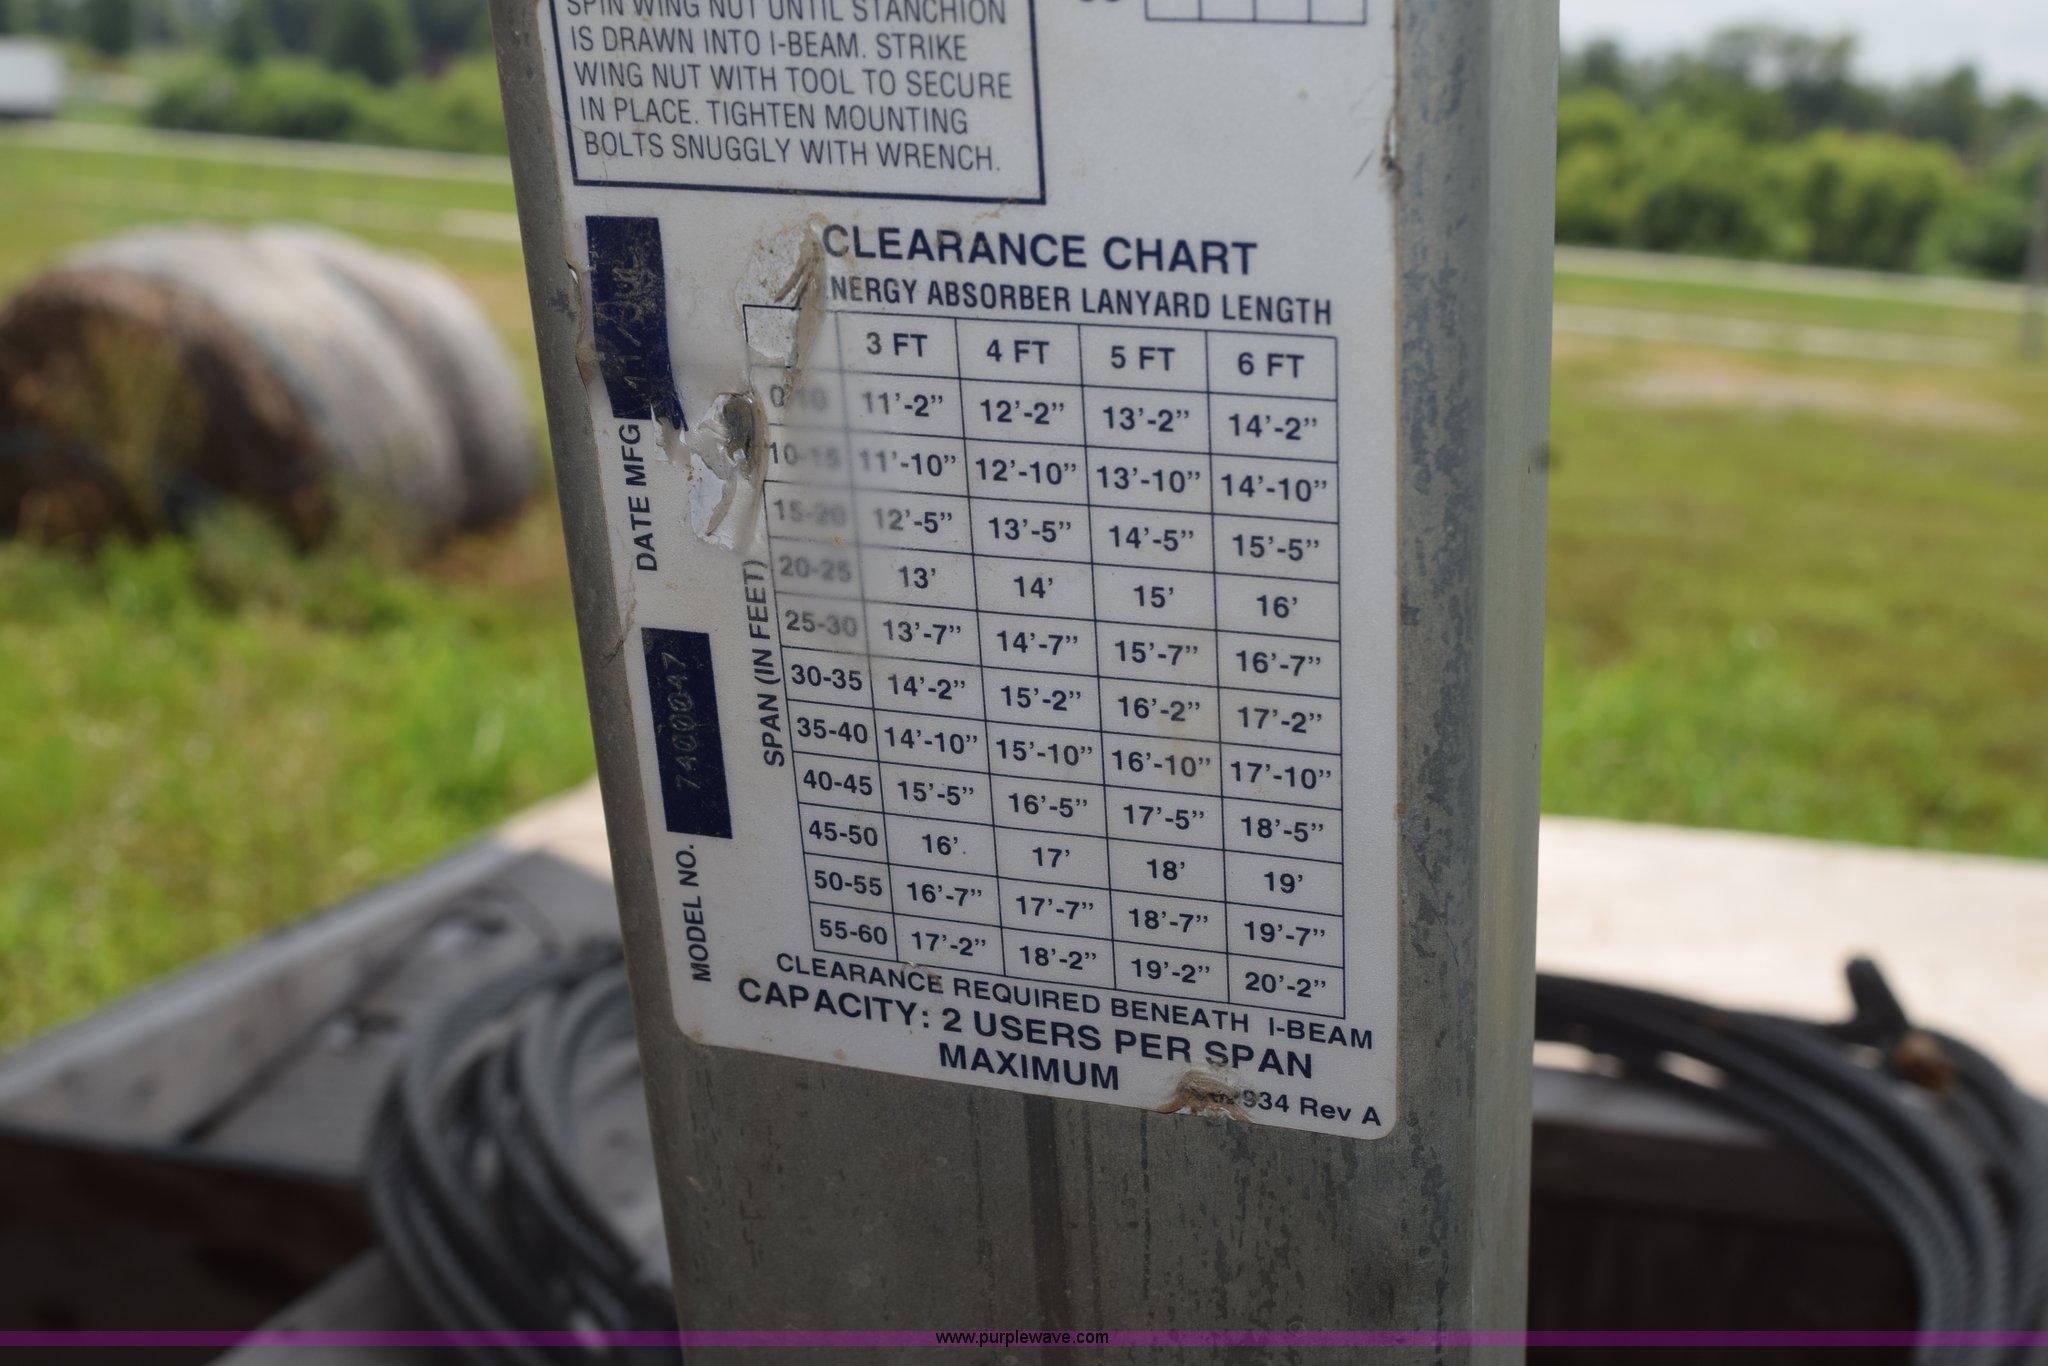 SPIN WING NUT UNTIL STANCHION
IS DRAWN INTO I-BEAM. STRIKE
WING NUT WITH TOOL TO SECURE
IN PLACE. TIGHTEN MOUNTING
BOLTS SNUGGLY WITH WRENCH.
CLEARANCE CHART
NERGY ABSORBER LANYARD LENGTH
3 FT 4 FT 5 FT 6 FT
0-10 11'-2" 12'-2" 13'-2" 14'-2"
10-15 11'-10" 12'-10" 13'-10" 14'-10"
15-20 12'-5" 13'-5" 14'-5" 15'-5"
20-25 13' 14' 15' 16'
25-30 13'-7" 14'-7" 15'-7" 16'-7"
30-35 14'-2" 15'-2" 16'-2" 17'-2"
35-40 14'-10" 15'-10" 16'-10" 17'-10"
40-45 15'-5" 16'-5" 17'-5" 18'-5"
45-50 16' 17' 18' 19'
50-55 16'-7" 17'-7" 18'-7" 19'-7"
55-60 17'-2" 18'-2" 19'-2" 20'-2"
SPAN (IN FEET)
CLEARANCE REQUIRED BENEATH I-BEAM
CAPACITY: 2 USERS PER SPAN
MAXIMUM
934 Rev A
DATE MFG
MODEL NO. 7400047
www.purplewave.com